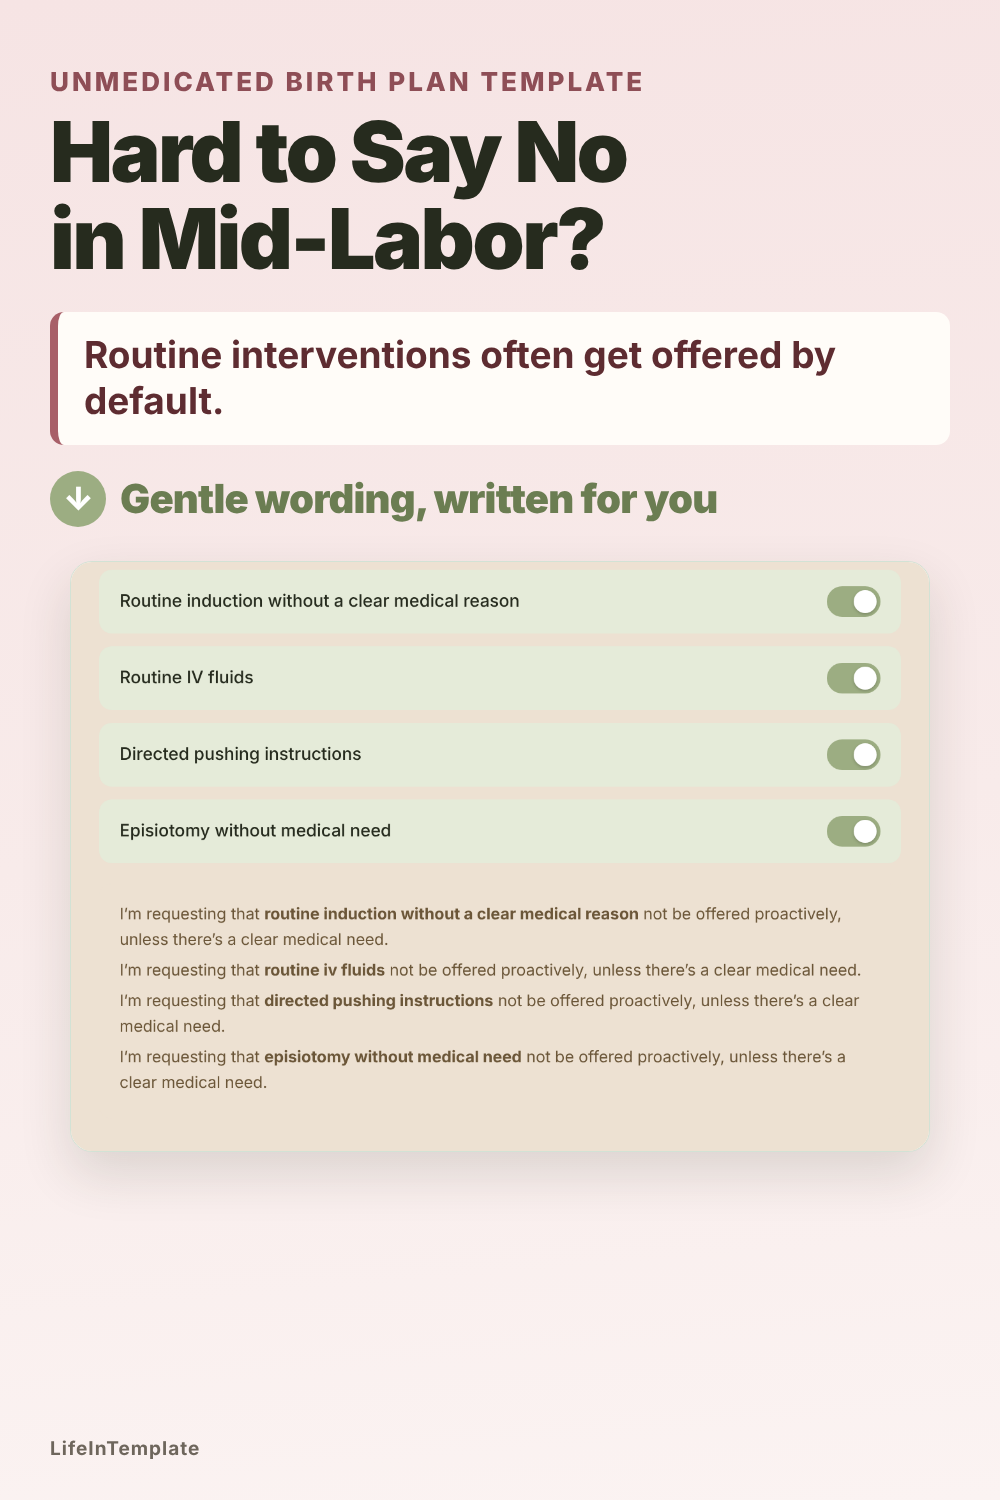 UNMEDICATED BIRTH PLAN TEMPLATE
Hard to Say No
in Mid-Labor?
Routine interventions often get offered by
default.
Gentle wording, written for you
Routine induction without a clear medical reason
Routine IV fluids
Directed pushing instructions
Episiotomy without medical need
I’m requesting that routine induction without a clear medical reason not be offered proactively,
unless there’s a clear medical need.
I’m requesting that routine iv fluids not be offered proactively, unless there’s a clear medical need.
I’m requesting that directed pushing instructions not be offered proactively, unless there’s a clear
medical need.
I’m requesting that episiotomy without medical need not be offered proactively, unless there’s a
clear medical need.
LifeInTemplate